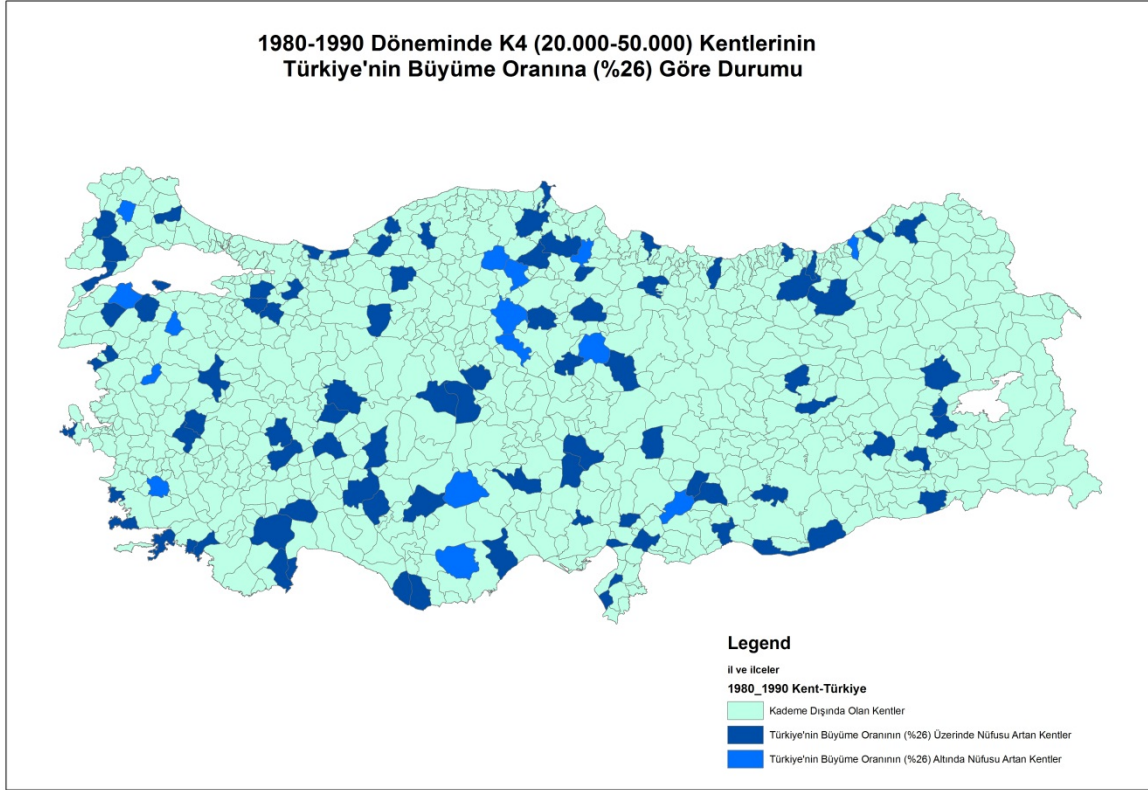 1980-1990 Döneminde K4 (20.000-50.000) Kentlerinin
Türkiye'nin Büyüme Oranına (%26) Göre Durumu
Legend
il ve ilceler
1980_1990 Kent-Türkiye
Kademe Dışında Olan Kentler
Türkiye'nin Büyüme Oranının (%26) Üzerinde Nüfusu Artan Kentler
Türkiye'nin Büyüme Oranının (%26) Altında Nüfusu Artan Kentler